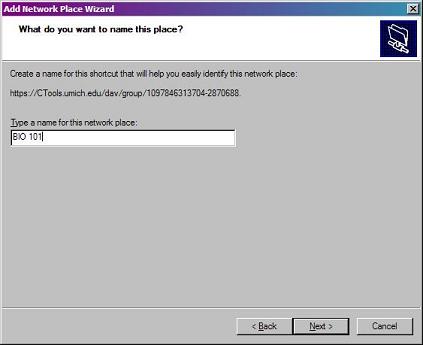 Add Network Place Wizard
What do you want to name this place?
Create a name for this shortcut that will help you easily identify this network place:
https://CTools.umich.edu/dav/group/1097846313704-2870688.
Type a name for this network place:
BIO 101
< Back Next > Cancel